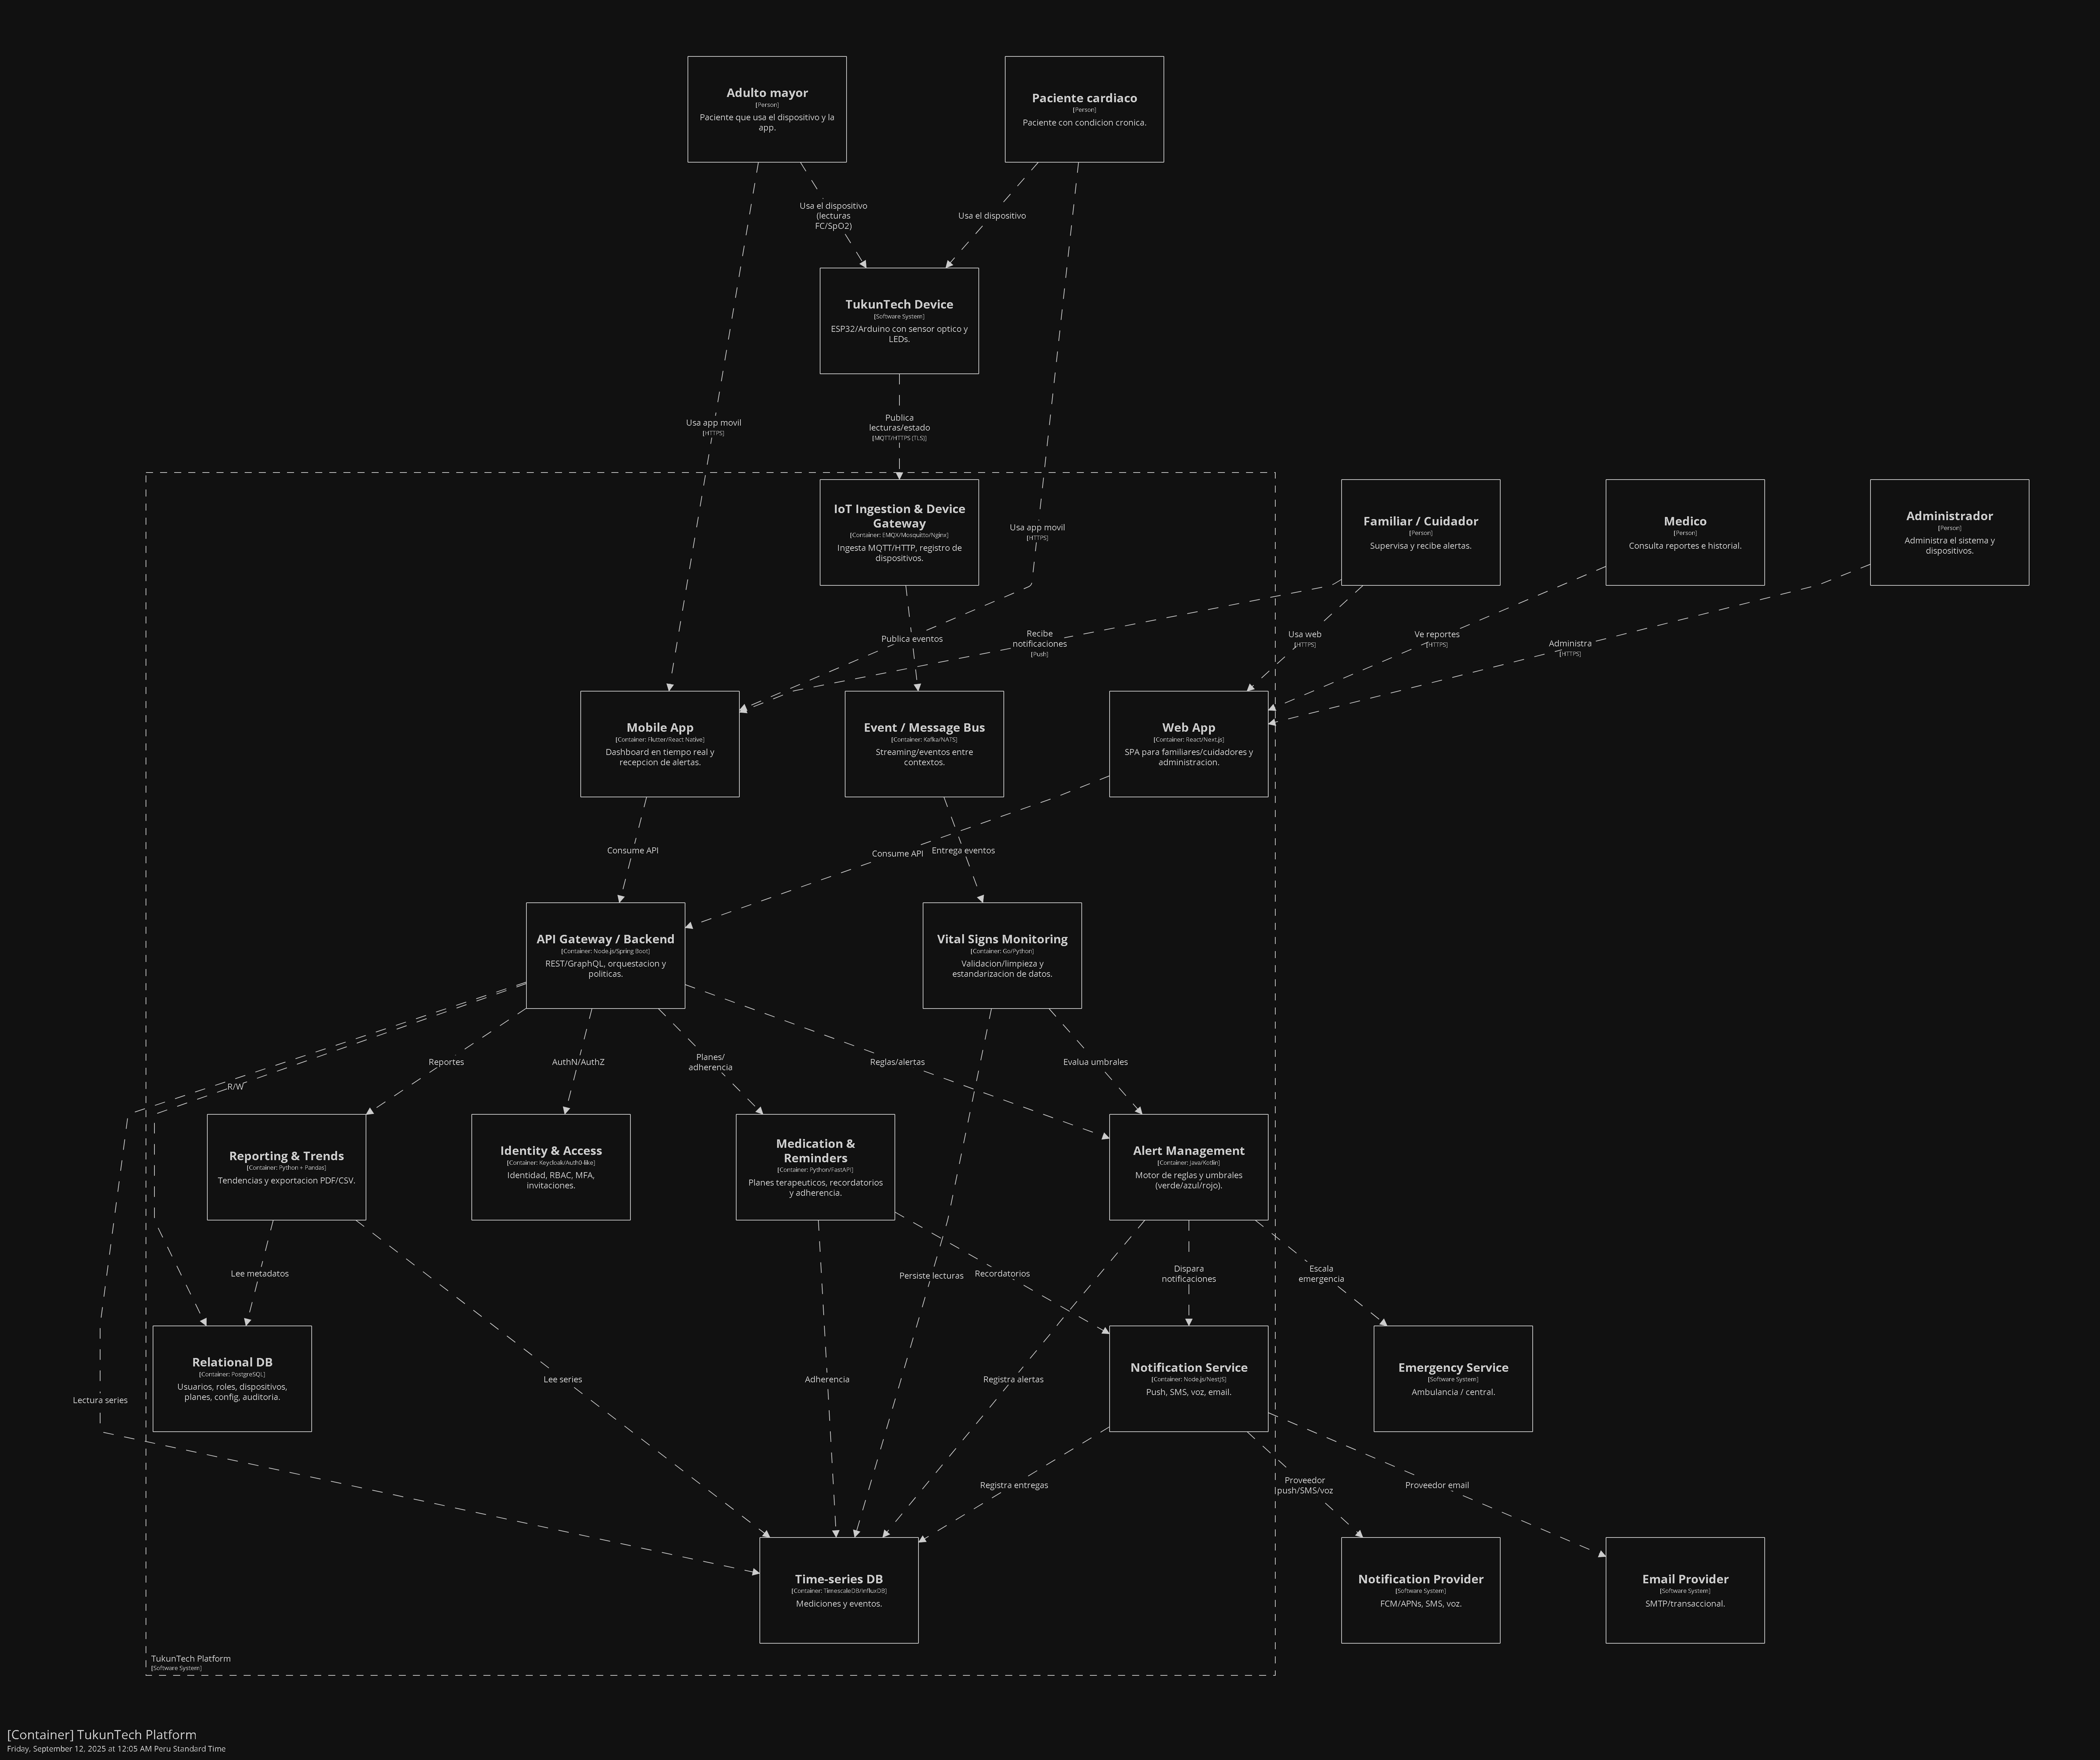 Adulto mayor
[Person]
Paciente que usa el dispositivo y la
app.
Paciente cardiaco
[Person]
Paciente con condicion cronica.
Usa el dispositivo
(lecturas
FC/SpO2)
Usa el dispositivo
TukunTech Device
[Software System]
ESP32/Arduino con sensor optico y
LEDs.
Usa app movil
[HTTPS]
Publica
lecturas/estado
[MQTT/HTTPS (TLS)]
IoT Ingestion & Device
Gateway
[Container: EMQX/Mosquitto/Nginx]
Ingesta MQTT/HTTP, registro de
dispositivos.
Usa app movil
[HTTPS]
Familiar / Cuidador
[Person]
Supervisa y recibe alertas.
Medico
[Person]
Consulta reportes e historial.
Administrador
[Person]
Administra el sistema y
dispositivos.
Publica eventos
Recibe
notificaciones
[Push]
Usa web
[HTTPS]
Ve reportes
[HTTPS]
Administra
[HTTPS]
Mobile App
[Container: Flutter/React Native]
Dashboard en tiempo real y
recepcion de alertas.
Event / Message Bus
[Container: Kafka/NATS]
Streaming/eventos entre
contextos.
Web App
[Container: React/Next.js]
SPA para familiares/cuidadores y
administracion.
Consume API
Consume API
Entrega eventos
API Gateway / Backend
[Container: Node.js/Spring Boot]
REST/GraphQL, orquestacion y
politicas.
Vital Signs Monitoring
[Container: Go/Python]
Validacion/limpieza y
estandarizacion de datos.
R/W
Reportes
AuthN/AuthZ
Planes/
adherencia
Reglas/alertas
Evalua umbrales
Reporting & Trends
[Container: Python + Pandas]
Tendencias y exportacion PDF/CSV.
Identity & Access
[Container: Keycloak/Auth0-like]
Identidad, RBAC, MFA,
invitaciones.
Medication &
Reminders
[Container: Python/FastAPI]
Planes terapeuticos, recordatorios
y adherencia.
Alert Management
[Container: Java/Kotlin]
Motor de reglas y umbrales
(verde/azul/rojo).
Lee metadatos
Persiste lecturas
Recordatorios
Dispara
notificaciones
Escala
emergencia
Relational DB
[Container: PostgreSQL]
Usuarios, roles, dispositivos,
planes, config, auditoria.
Notification Service
[Container: Node.js/NestJS]
Push, SMS, voz, email.
Emergency Service
[Software System]
Ambulancia / central.
Lectura series
Lee series
Adherencia
Registra alertas
Registra entregas
Proveedor
push/SMS/voz
Proveedor email
Time-series DB
[Container: TimescaleDB/InfluxDB]
Mediciones y eventos.
Notification Provider
[Software System]
FCM/APNs, SMS, voz.
Email Provider
[Software System]
SMTP/transaccional.
TukunTech Platform
[Software System]
[Container] TukunTech Platform
Friday, September 12, 2025 at 12:05 AM Peru Standard Time